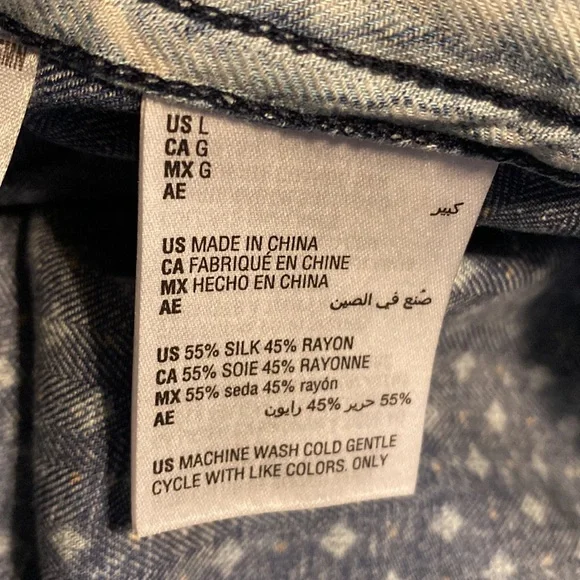 US L
CA G
MX G
AE
كبير
US MADE IN CHINA
CA FABRIQUÉ EN CHINE
MX HECHO EN CHINA
AE صُنع في الصين
US 55% SILK 45% RAYON
CA 55% SOIE 45% RAYONNE
MX 55% seda 45% rayón
AE 55% حرير 45% رايون
US MACHINE WASH COLD GENTLE
CYCLE WITH LIKE COLORS. ONLY